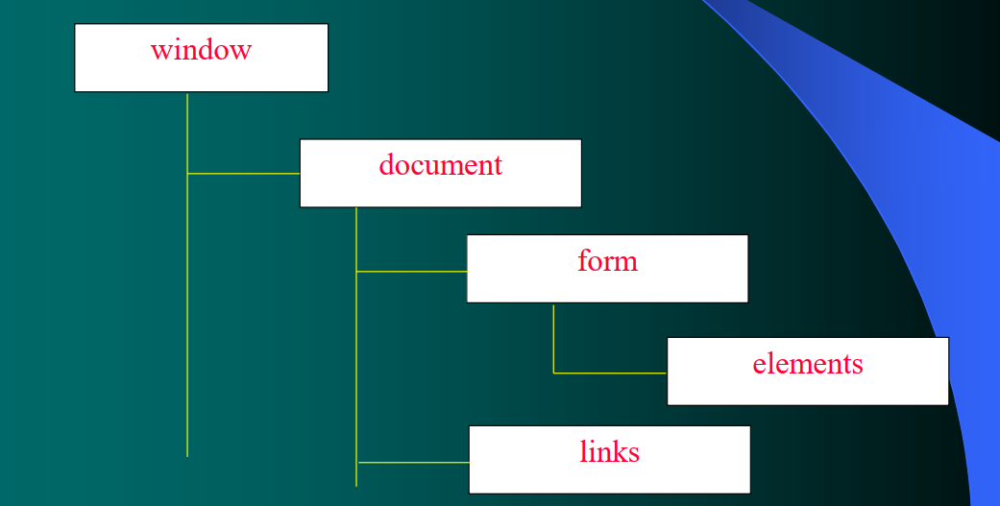 window
document
form
elements
links